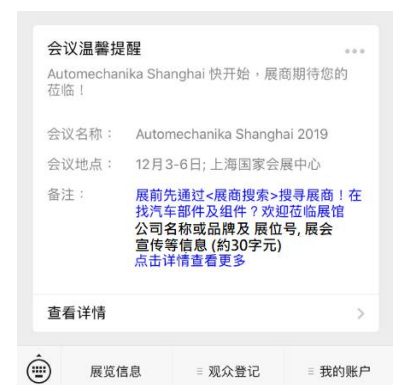 会议温馨提醒
Automechanika Shanghai 快开始，展商期待您的
莅临！
会议名称： Automechanika Shanghai 2019
会议地点： 12月3-6日; 上海国家会展中心
备注： 展前先通过<展商搜索>搜寻展商！在
找汽车部件及组件？欢迎莅临展馆
公司名称或品牌及 展位号, 展会
宣传等信息 (約30字元)
点击详情查看更多
查看详情
展览信息 观众登记 我的账户